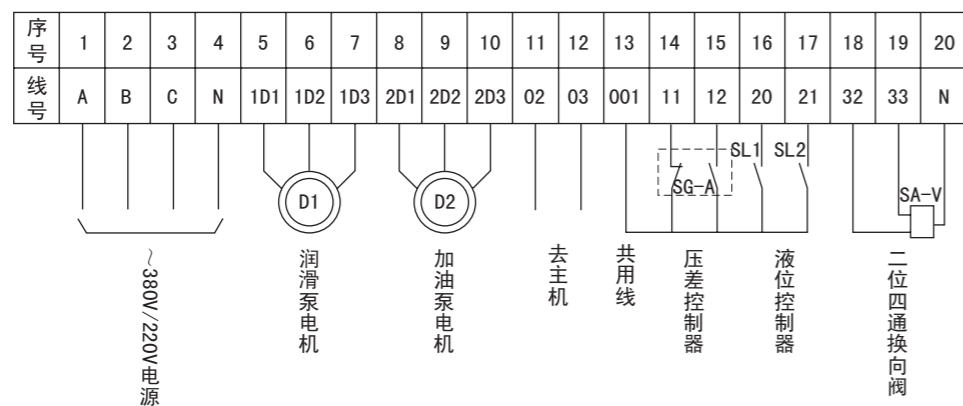 序号 1 2 3 4 5 6 7 8 9 10 11 12 13 14 15 16 17 18 19 20
线号 A B C N 1D1 1D2 1D3 2D1 2D2 2D3 02 03 001 11 12 20 21 32 33 N
SL1 SL2
SG-A
SA-V
D1 D2
~380V/220V电源
润滑泵电机
加油泵电机
去主机
共用线
压差控制器
液位控制器
二位四通换向阀